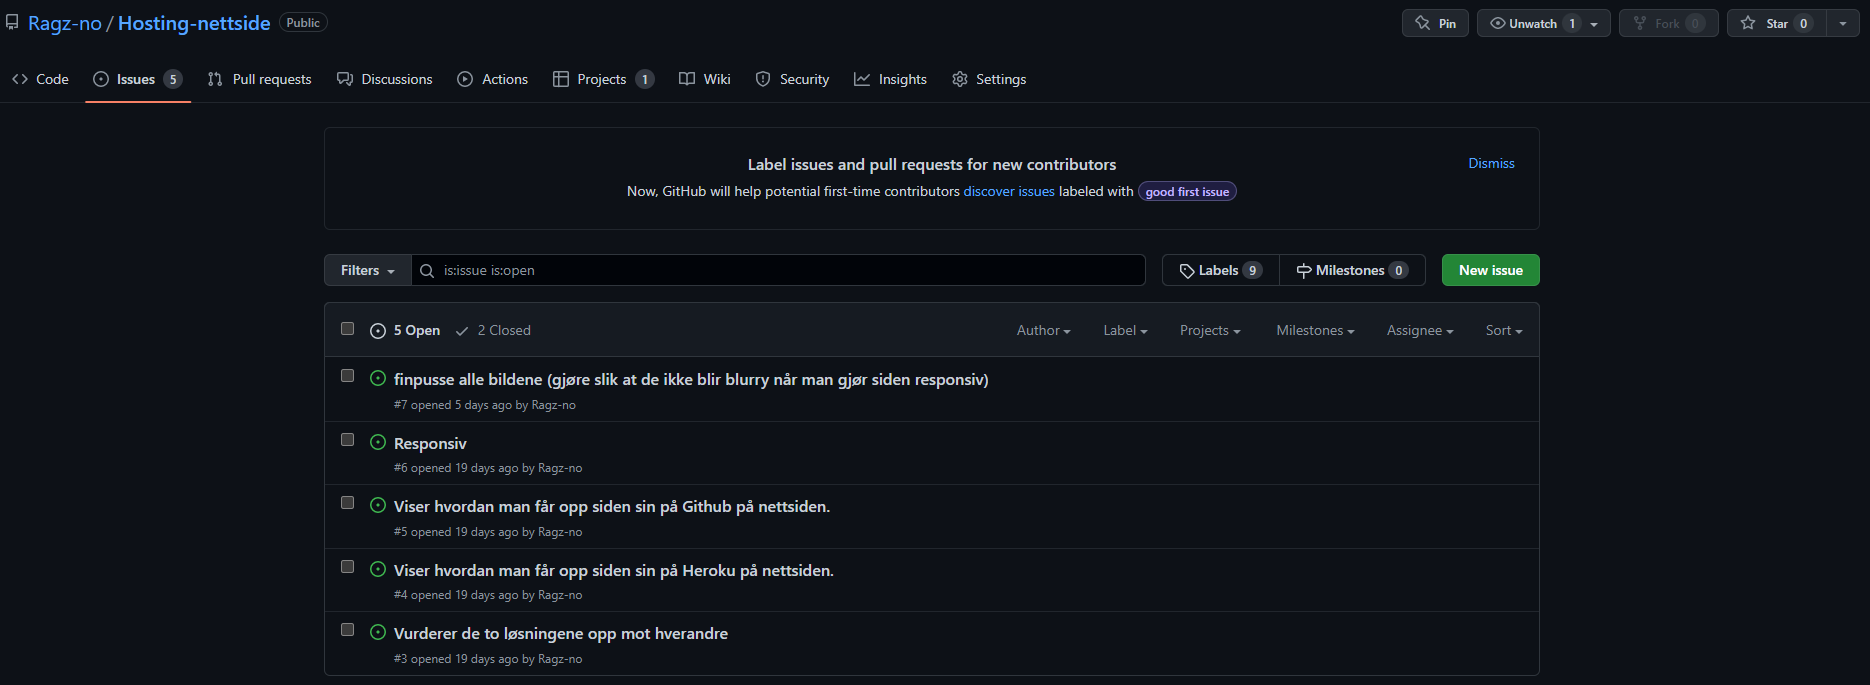 Ragz-no / Hosting-nettside Public Pin Unwatch 1 Fork 0 Star 0
Code Issues 5 Pull requests Discussions Actions Projects 1 Wiki Security Insights Settings
Label issues and pull requests for new contributors
Dismiss
Now, GitHub will help potential first-time contributors discover issues labeled with good first issue
Filters is:issue is:open Labels 9 Milestones 0 New issue
5 Open 2 Closed Author Label Projects Milestones Assignee Sort
finpusse alle bildene (gjøre slik at de ikke blir blurry når man gjør siden responsiv)
#7 opened 5 days ago by Ragz-no
Responsiv
#6 opened 19 days ago by Ragz-no
Viser hvordan man får opp siden sin på Github på nettsiden.
#5 opened 19 days ago by Ragz-no
Viser hvordan man får opp siden sin på Heroku på nettsiden.
#4 opened 19 days ago by Ragz-no
Vurderer de to løsningene opp mot hverandre
#3 opened 19 days ago by Ragz-no